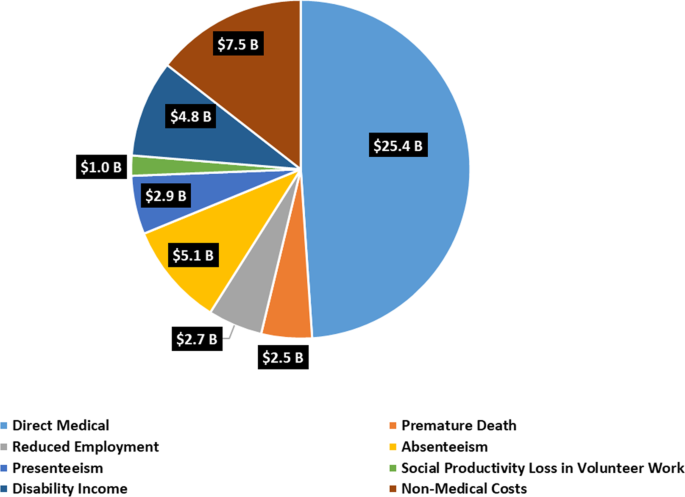 $7.5 B
$4.8 B
$25.4 B
$1.0 B
$2.9 B
$5.1 B
$2.7 B
$2.5 B
Direct Medical
Premature Death
Reduced Employment
Absenteeism
Presenteeism
Social Productivity Loss in Volunteer Work
Disability Income
Non-Medical Costs